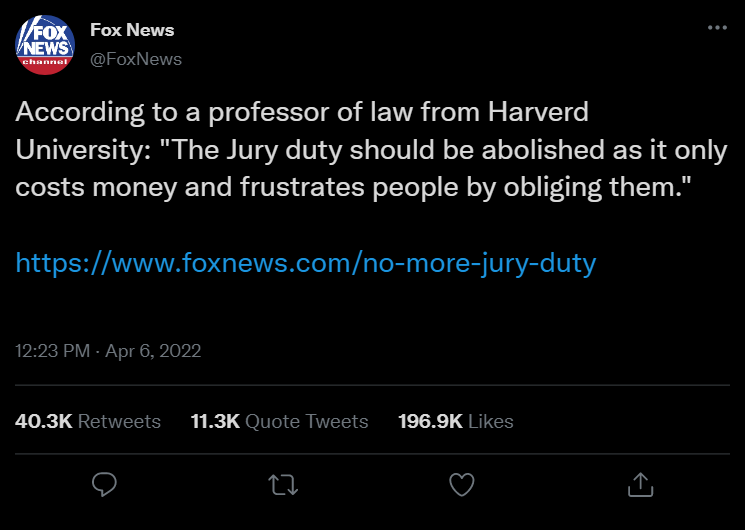 FOX
NEWS
channel
Fox News
@FoxNews
According to a professor of law from Harverd
University: "The Jury duty should be abolished as it only
costs money and frustrates people by obliging them."
https://www.foxnews.com/no-more-jury-duty
12:23 PM · Apr 6, 2022
40.3K Retweets 11.3K Quote Tweets 196.9K Likes